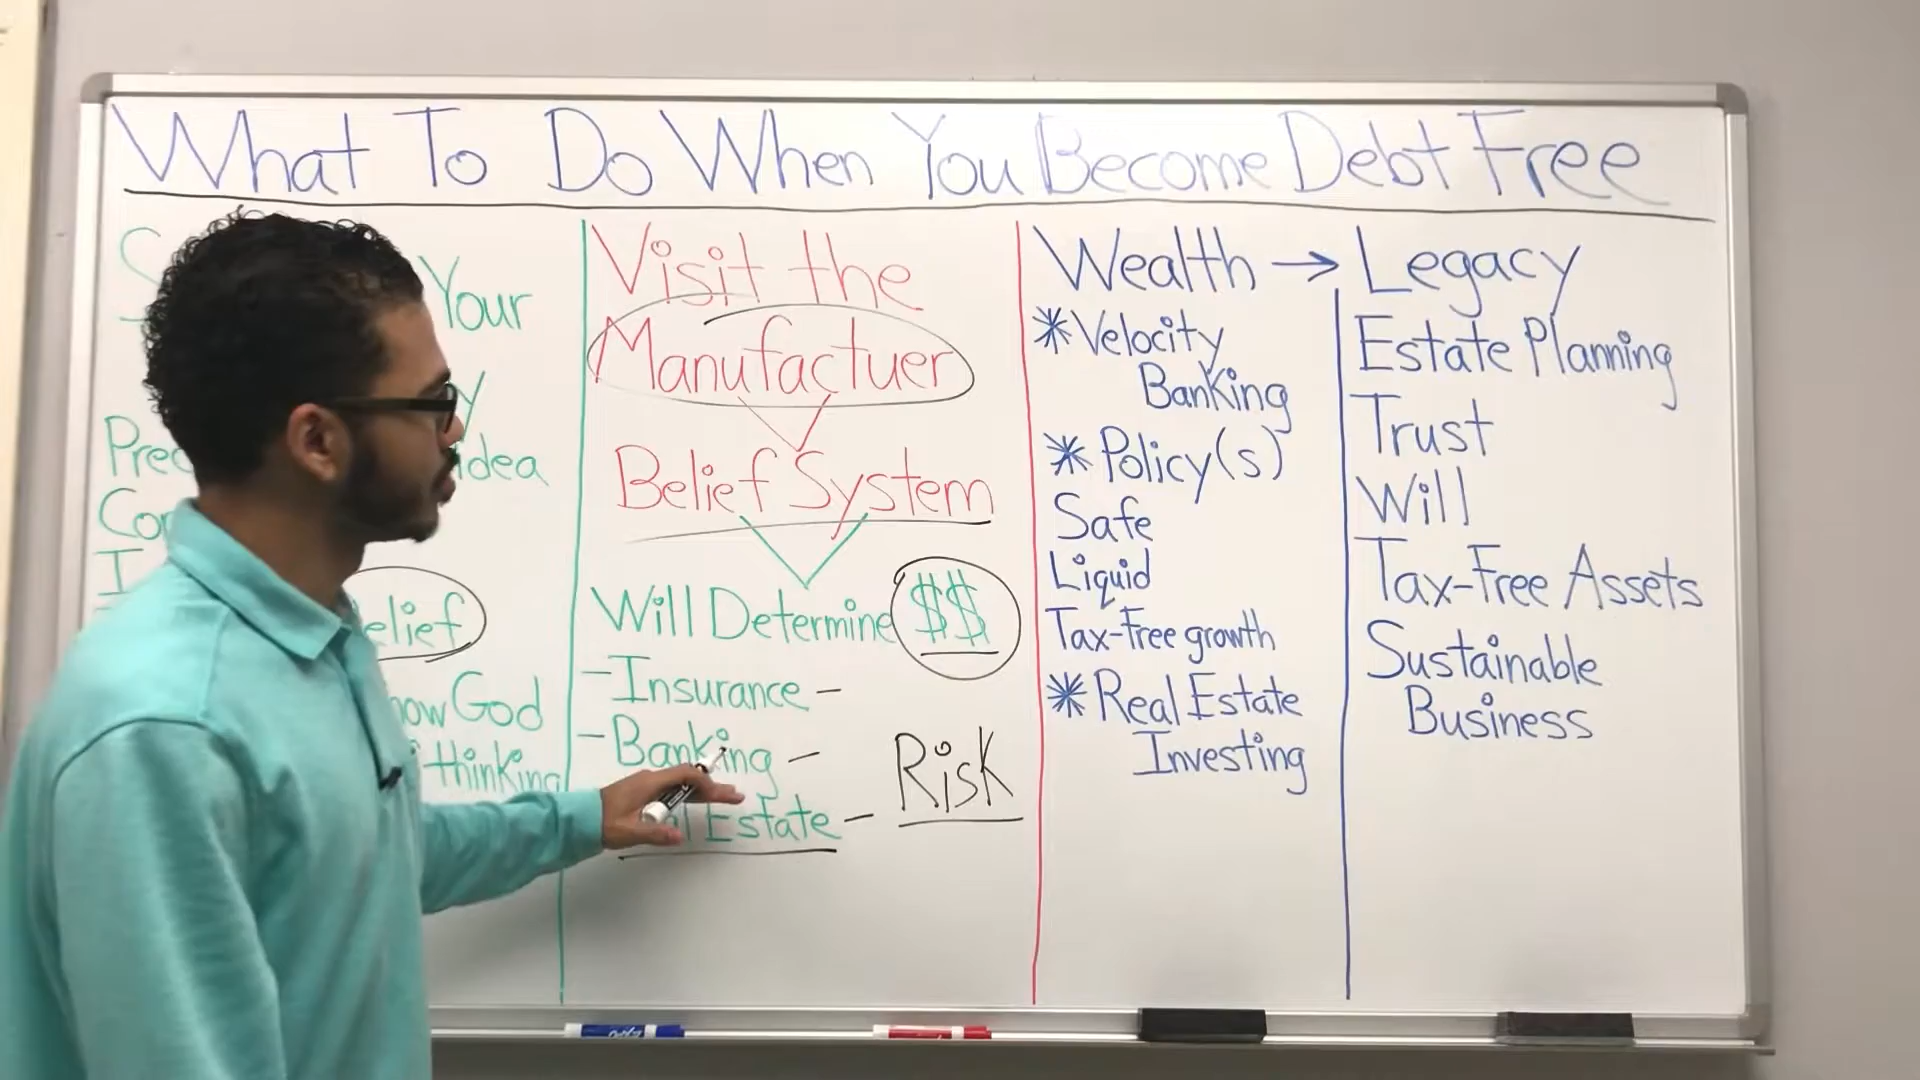 What To Do When You Become Debt Free
Your
idea
God
thinking
Visit the
Manufactuer
Belief System
Will Determine $$
- Insurance -
- Banking -
Estate -
Risk
Wealth → Legacy
* Velocity
Banking
* Policy(s)
Safe
Liquid
Tax-Free growth
* Real Estate
Investing
Estate Planning
Trust
Will
Tax-Free Assets
Sustainable
Business